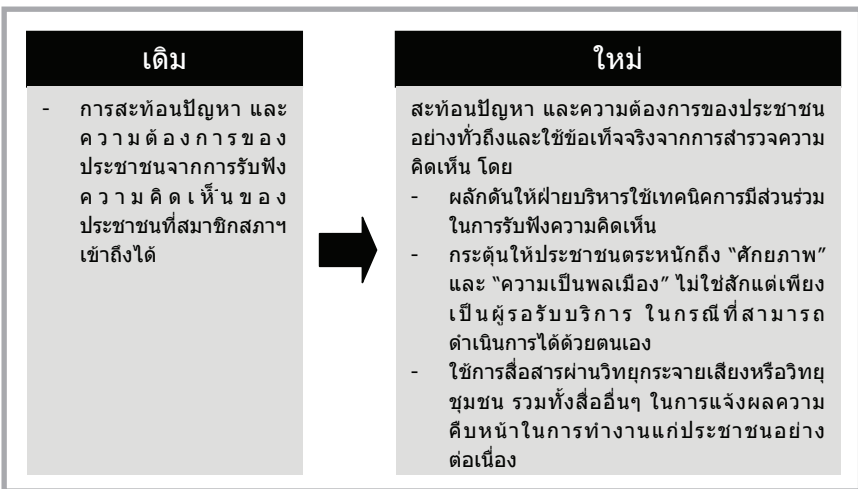 เดิม
- การสะท้อนปัญหา และ
ความต้องการของ
ประชาชนจากการรับฟัง
ความคิดเห็นของ
ประชาชนที่สมาชิกสภาฯ
เข้าถึงได้
ใหม่
สะท้อนปัญหา และความต้องการของประชาชน
อย่างทั่วถึงและใช้ข้อเท็จจริงจากการสำรวจความ
คิดเห็น โดย
- ผลักดันให้ฝ่ายบริหารใช้เทคนิคการมีส่วนร่วม
ในการรับฟังความคิดเห็น
- กระตุ้นให้ประชาชนตระหนักถึง “ศักยภาพ”
และ “ความเป็นพลเมือง” ไม่ใช่สักแต่เพียง
เป็นผู้รอรับบริการ ในกรณีที่สามารถ
ดำเนินการได้ด้วยตนเอง
- ใช้การสื่อสารผ่านวิทยุกระจายเสียงหรือวิทยุ
ชุมชน รวมทั้งสื่ออื่นๆ ในการแจ้งผลความ
คืบหน้าในการทำงานแก่ประชาชนอย่าง
ต่อเนื่อง